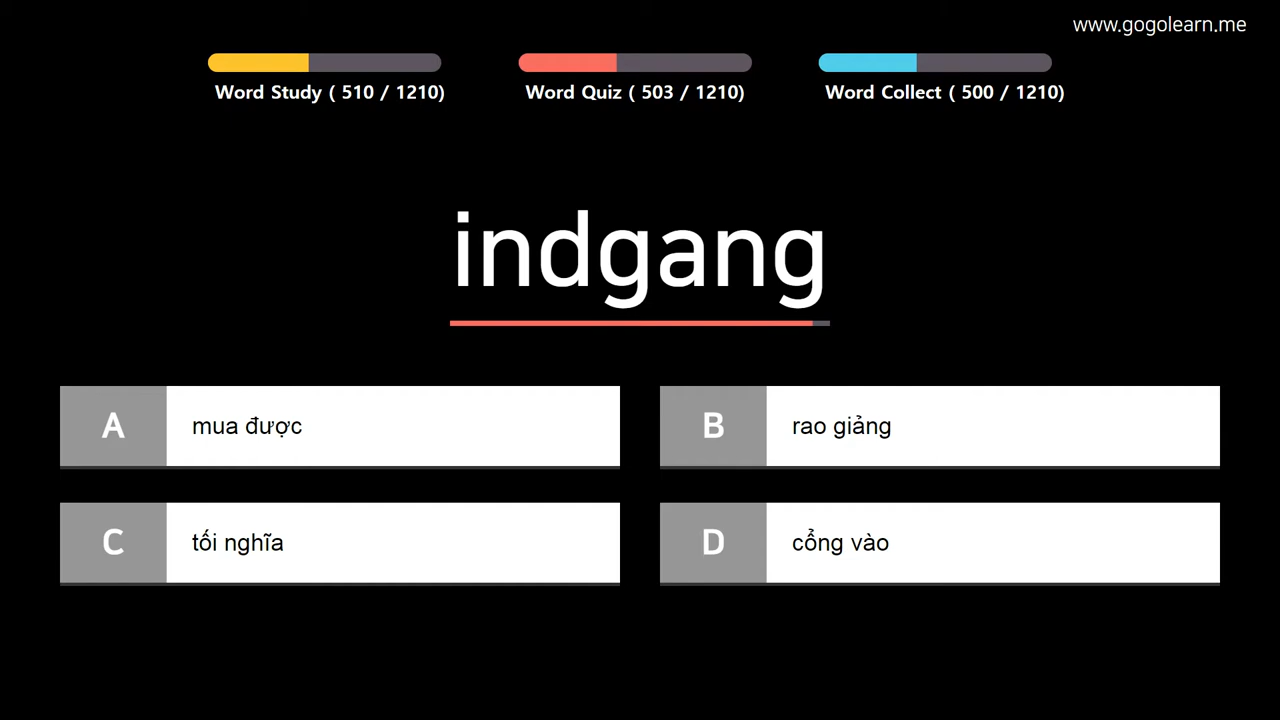 www.gogolearn.me
Word Study ( 510 / 1210)
Word Quiz ( 503 / 1210)
Word Collect ( 500 / 1210)
indgang
A
mua được
B
rao giảng
C
tối nghĩa
D
cổng vào